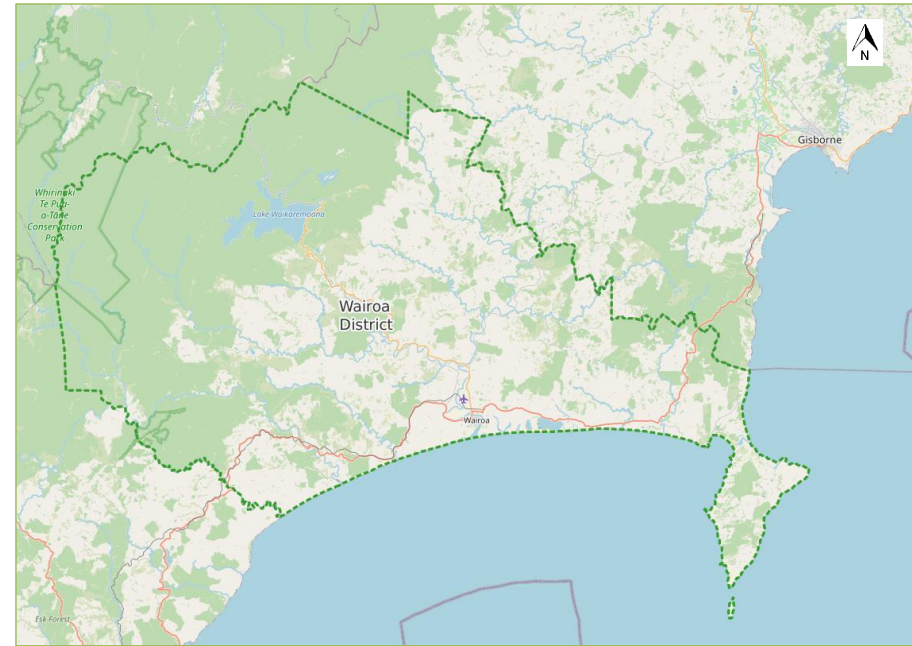 N
Gisborne
Whirinaki
Te Pua-
a-Tāne
Conservation
Park
Lake Waikaremoana
Wairoa
District
Wairoa
Esk Forest